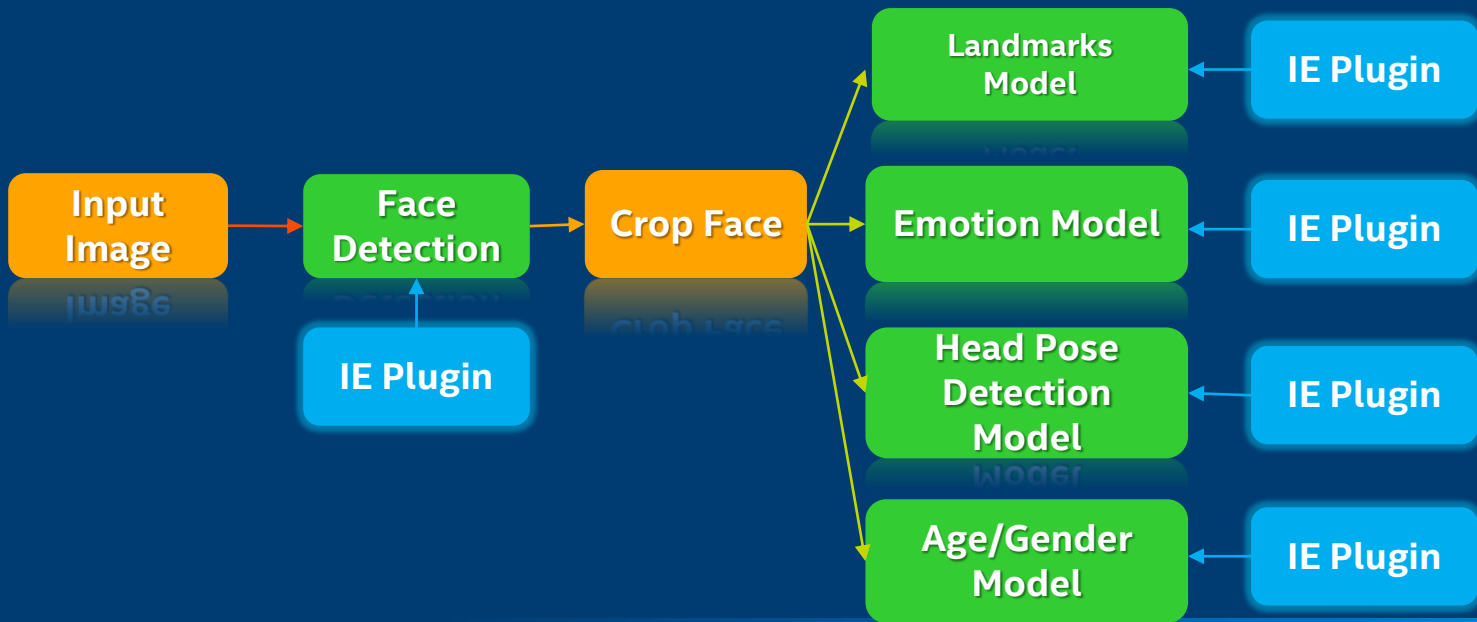 Input
Image
Face
Detection
IE Plugin
Crop Face
Landmarks
Model
IE Plugin
Emotion Model
IE Plugin
Head Pose
Detection
Model
IE Plugin
Age/Gender
Model
IE Plugin